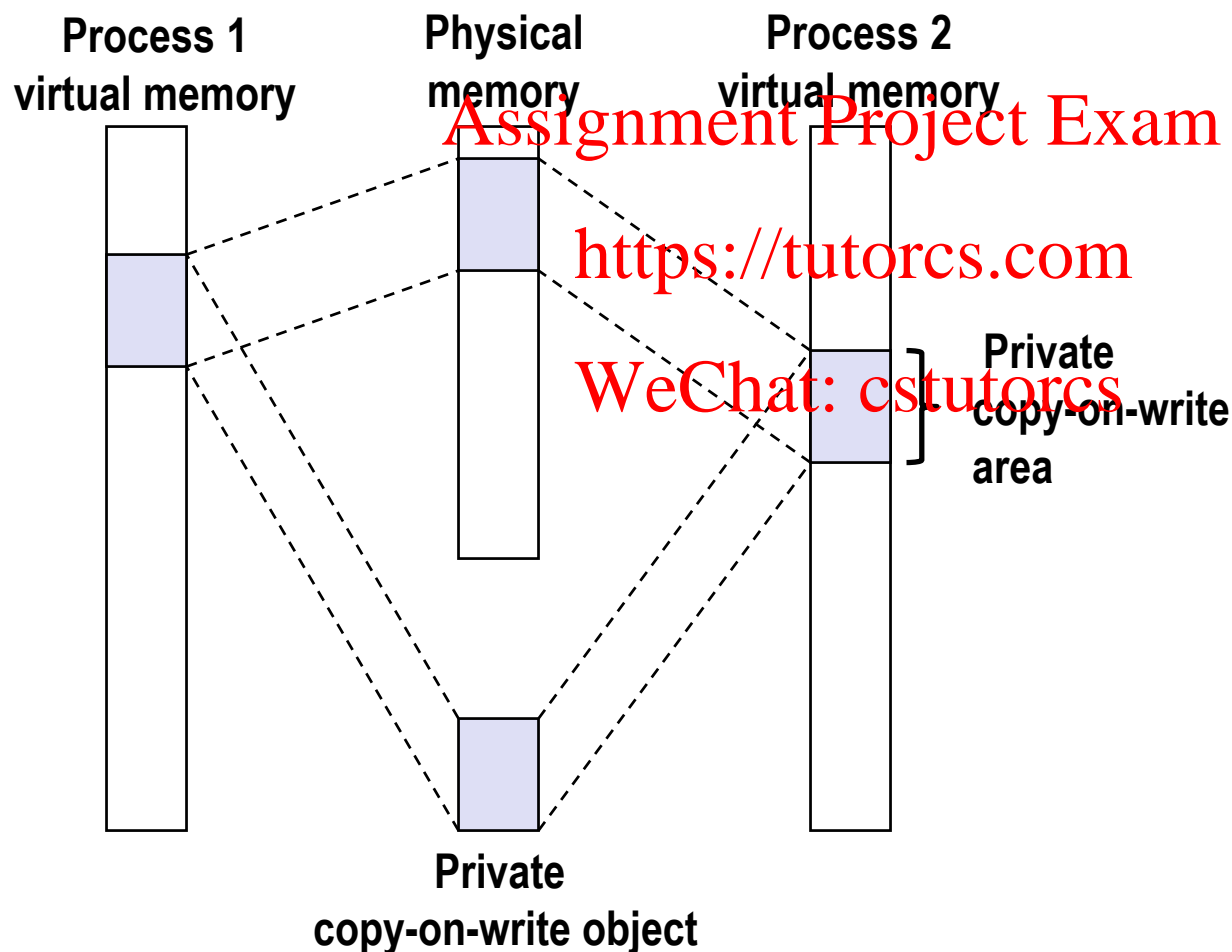 Process 1
virtual memory
Physical
memory
Process 2
virtual memory
Assignment Project Exam
https://tutorcs.com
WeChat: cstutorcs
Private
copy-on-write
area
Private
copy-on-write object